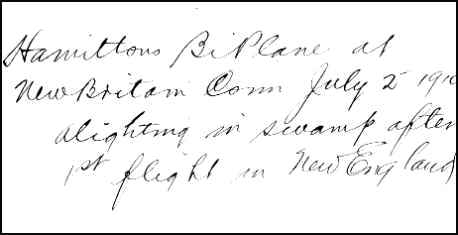 Hamiltons BiPlane at
New Britain Conn July 2 1910
alighting in swamp after
1st flight in New England